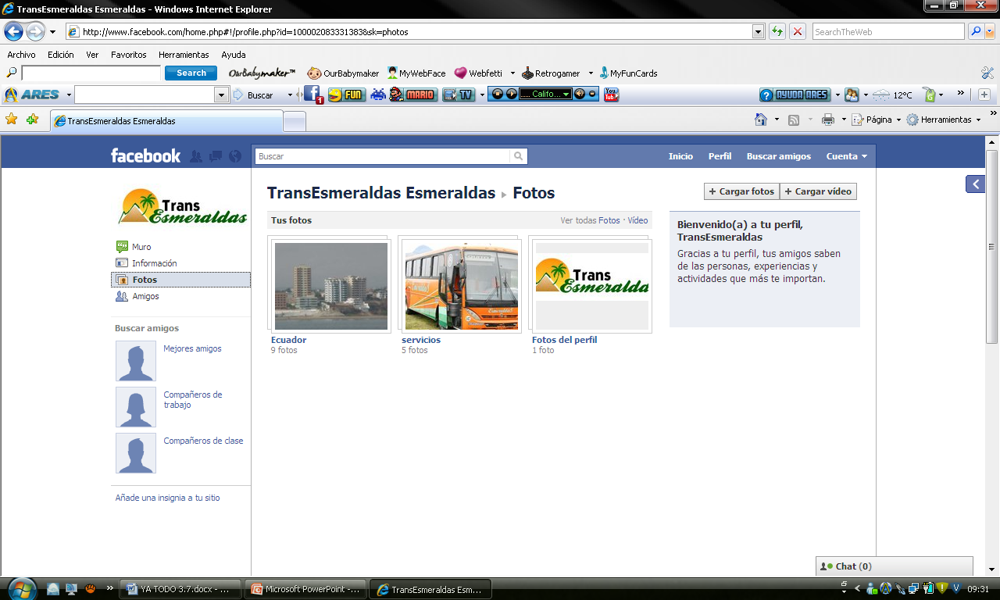 TransEsmeraldas Esmeraldas - Windows Internet Explorer
http://www.facebook.com/home.php#!/profile.php?id=100002083331383&sk=photos
SearchTheWeb
Archivo Edición Ver Favoritos Herramientas Ayuda
Search OurBabymaker™ OurBabymaker MyWebFace Webfetti Retrogamer MyFunCards
ARES Buscar 1 FUN MARIO TV ..... Califo... You Tube AYUDA ARES 12°C »
TransEsmeraldas Esmeraldas Página Herramientas »
facebook Buscar Inicio Perfil Buscar amigos Cuenta
TransEsmeraldas Esmeraldas Fotos + Cargar fotos + Cargar vídeo
Trans
Esmeraldas
Tus fotos Ver todas Fotos · Vídeo
Bienvenido(a) a tu perfil,
TransEsmeraldas
Gracias a tu perfil, tus amigos saben
de las personas, experiencias y
actividades que más te importan.
Muro
Información
Fotos
Amigos
Trans
Esmeralda
Ecuador servicios Fotos del perfil
9 fotos 5 fotos 1 foto
Buscar amigos
Mejores amigos
Compañeros de
trabajo
Compañeros de clase
Añade una insignia a tu sitio
Chat (0)
» YA TODO 3.7.docx - ... Microsoft PowerPoint -... TransEsmeraldas Esm... 09:31